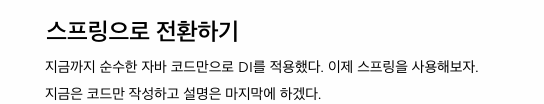 스프링으로 전환하기
지금까지 순수한 자바 코드만으로 DI를 적용했다. 이제 스프링을 사용해보자.
지금은 코드만 작성하고 설명은 마지막에 하겠다.